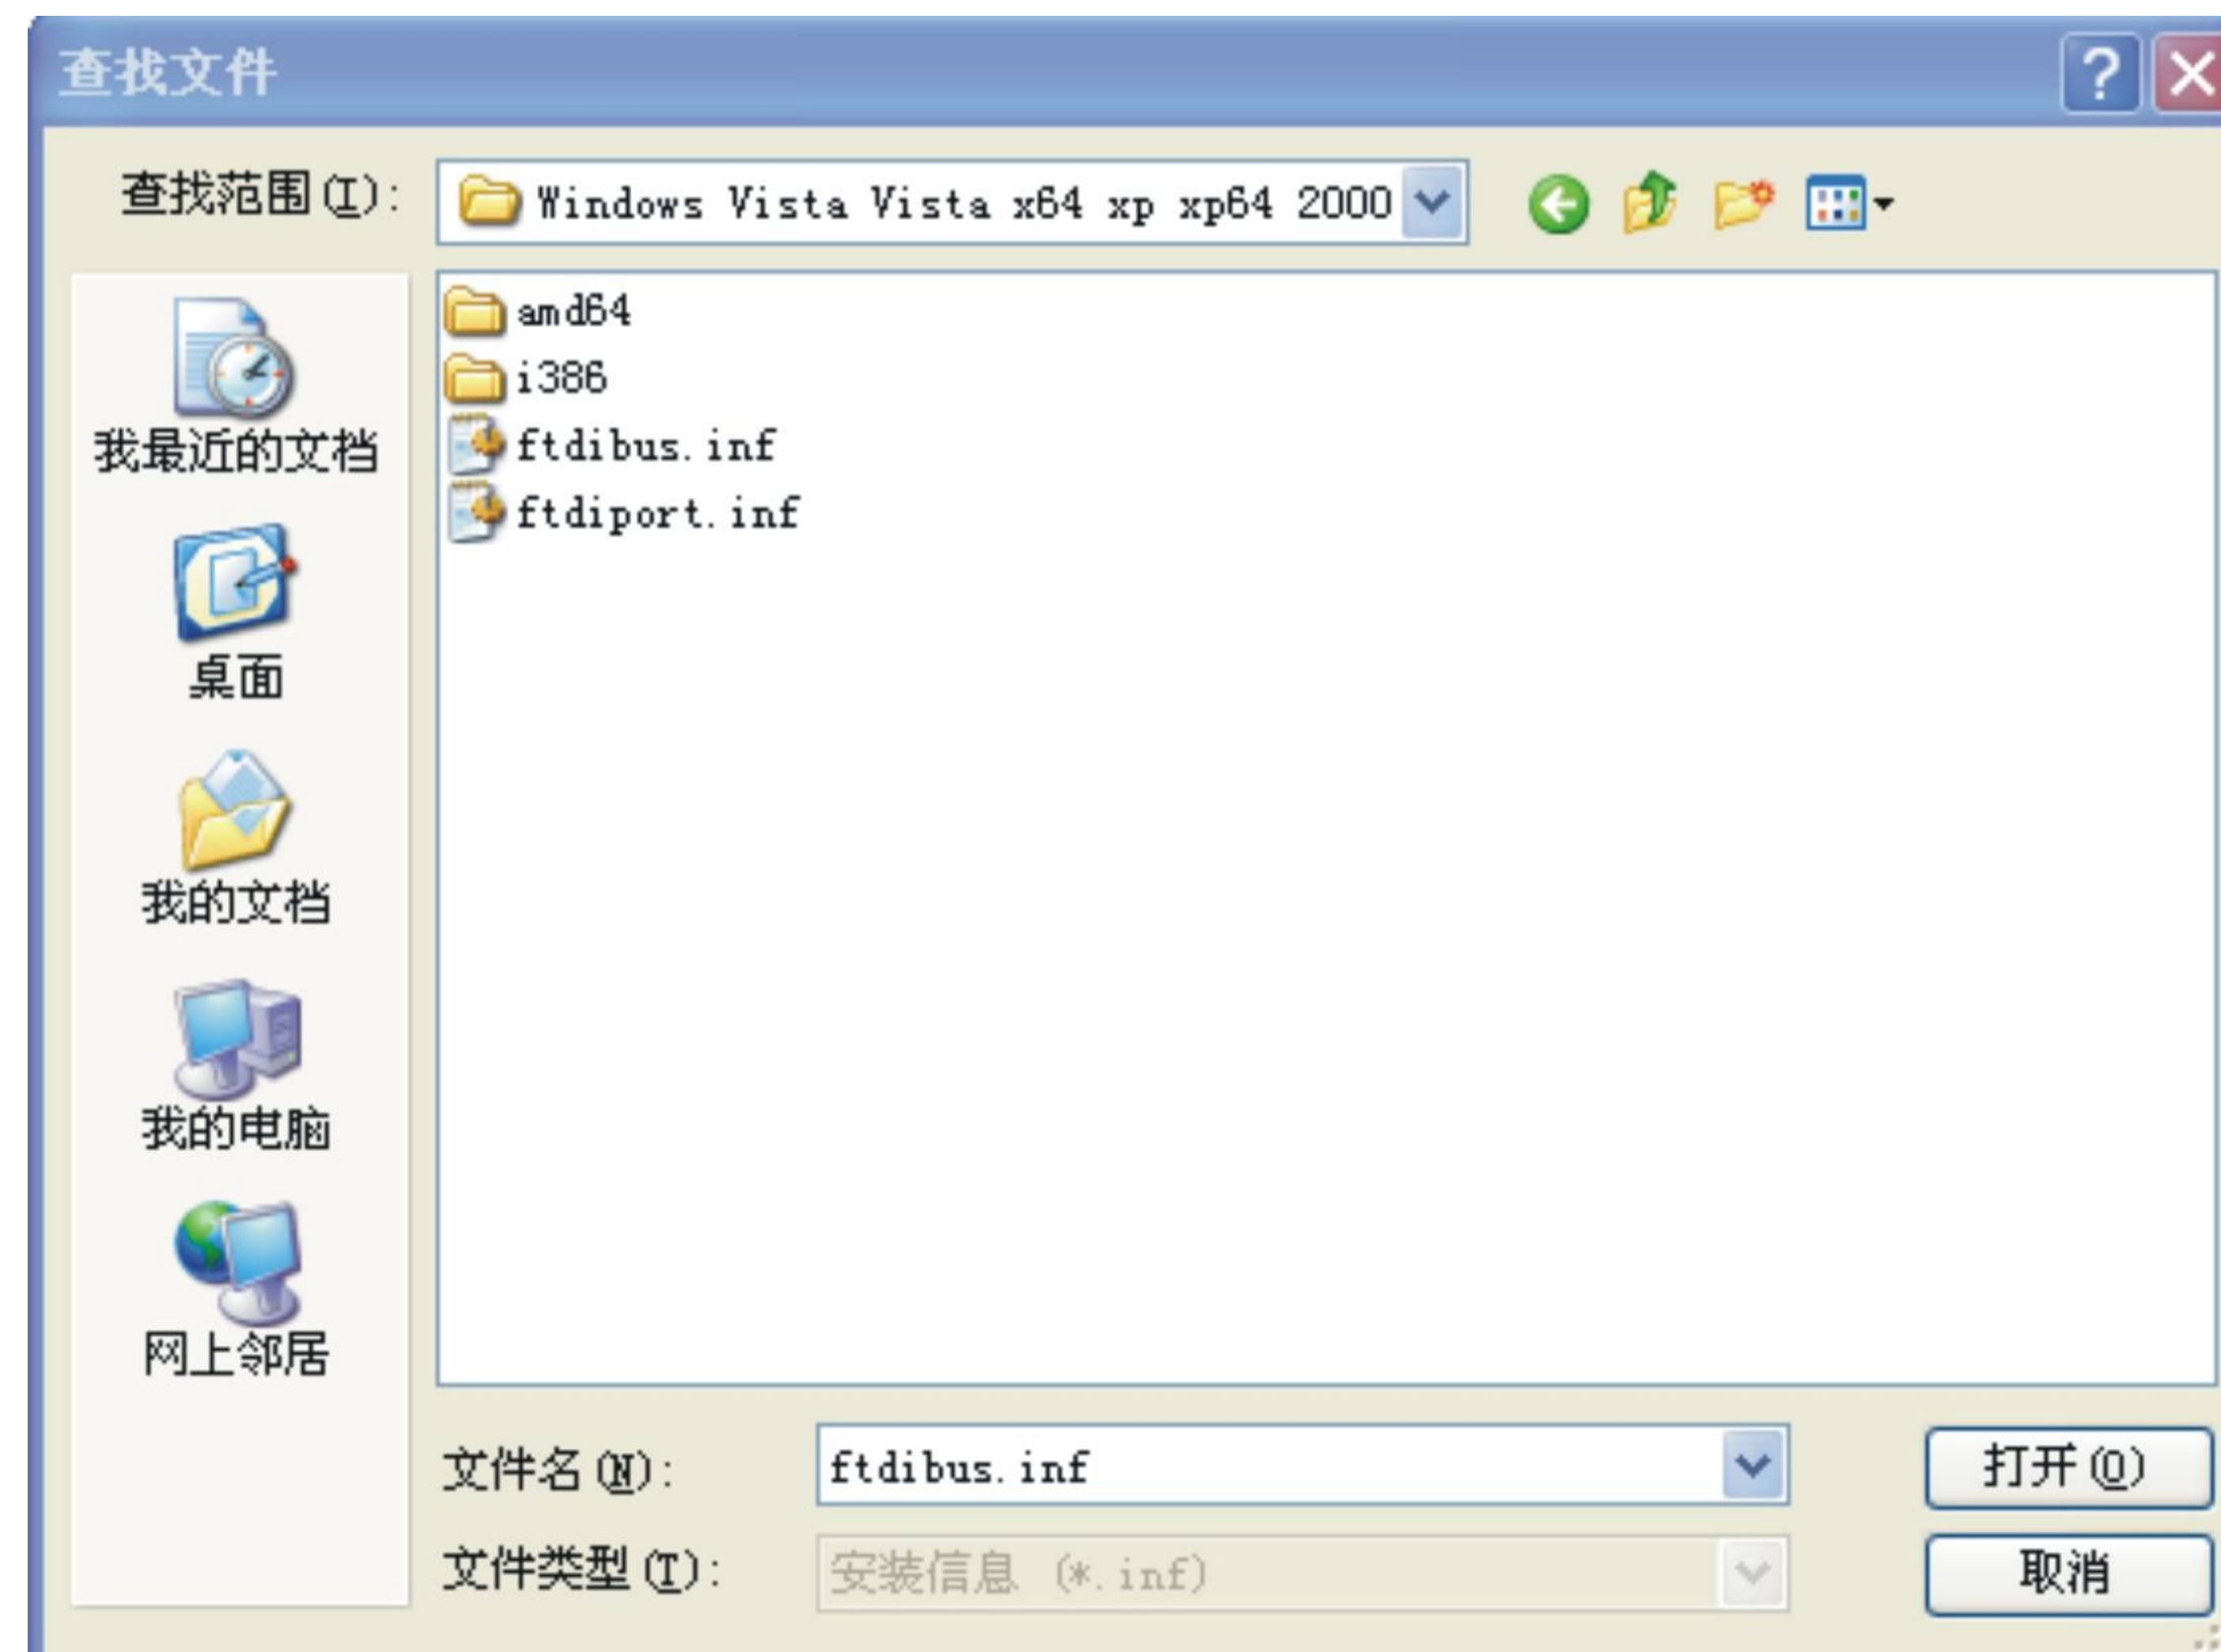 查找文件
查找范围(I):
Windows Vista Vista x64 xp xp64 2000
amd64
i386
ftdibus.inf
ftdiport.inf
我最近的文档
桌面
我的文档
我的电脑
网上邻居
文件名(N):
ftdibus.inf
打开(O)
文件类型(T):
安装信息 (*.inf)
取消